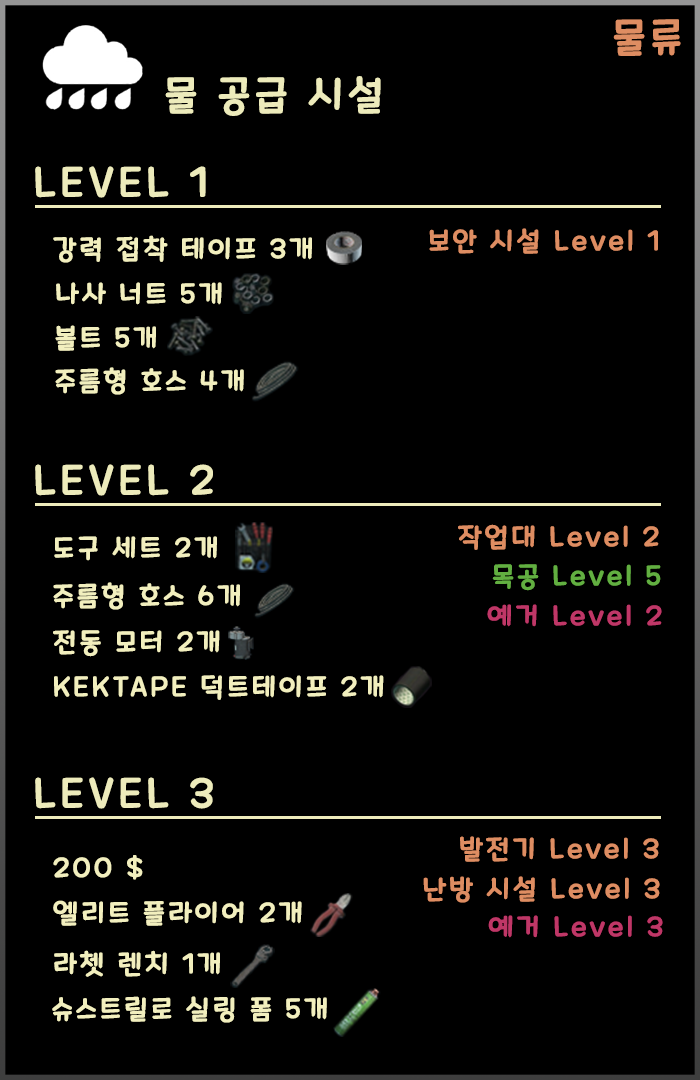 물류
물 공급 시설
LEVEL 1
강력 접착 테이프 3개
보안 시설 Level 1
나사 너트 5개
볼트 5개
주름형 호스 4개
LEVEL 2
도구 세트 2개
작업대 Level 2
주름형 호스 6개
목공 Level 5
전동 모터 2개
예거 Level 2
KEKTAPE 덕트테이프 2개
LEVEL 3
200 $
발전기 Level 3
엘리트 플라이어 2개
난방 시설 Level 3
라쳇 렌치 1개
예거 Level 3
슈스트릴로 실링 폼 5개